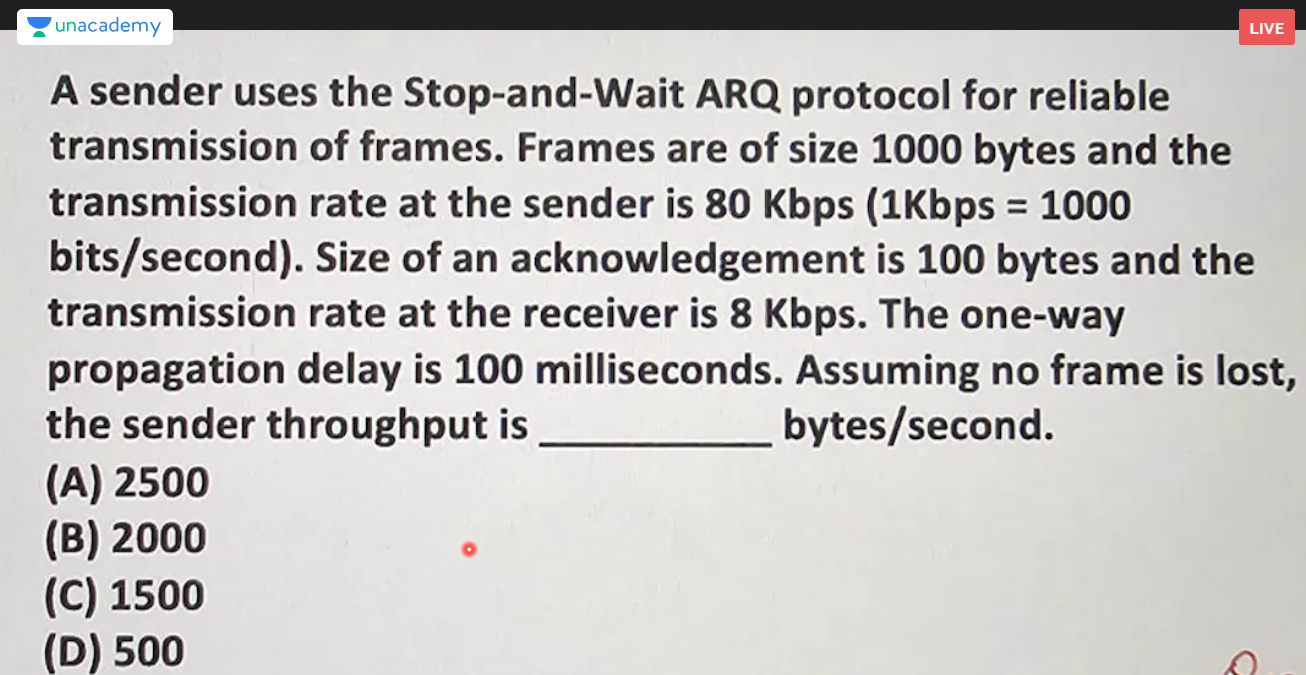 unacademy
LIVE
A sender uses the Stop-and-Wait ARQ protocol for reliable
transmission of frames. Frames are of size 1000 bytes and the
transmission rate at the sender is 80 Kbps (1Kbps = 1000
bits/second). Size of an acknowledgement is 100 bytes and the
transmission rate at the receiver is 8 Kbps. The one-way
propagation delay is 100 milliseconds. Assuming no frame is lost,
the sender throughput is __________ bytes/second.
(A) 2500
(B) 2000
(C) 1500
(D) 500